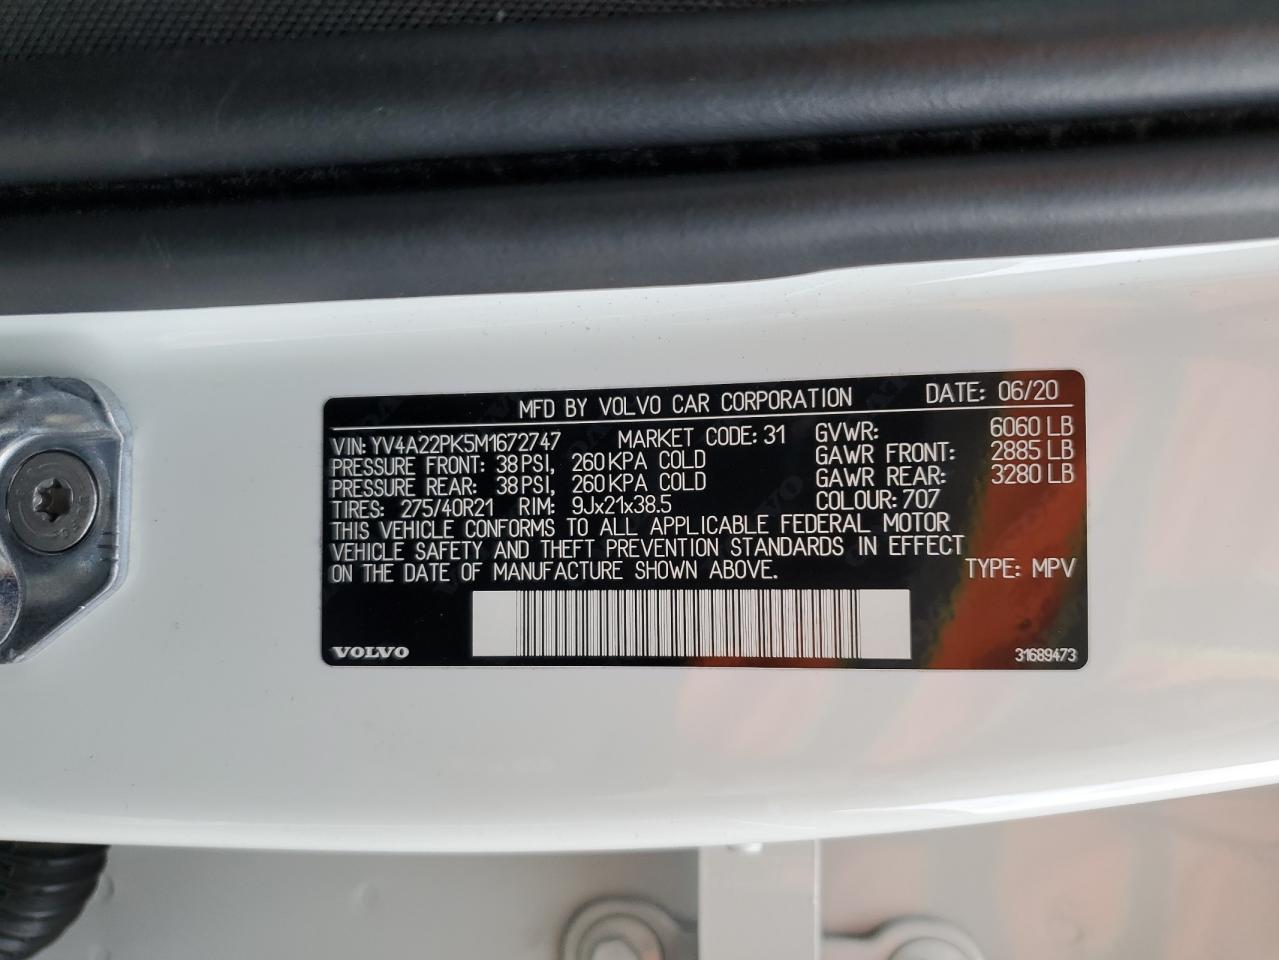 MFD BY VOLVO CAR CORPORATION DATE: 06/20
VIN: YV4A22PK5M1672747 MARKET CODE: 31 GVWR: 6060 LB
PRESSURE FRONT: 38 PSI, 260 KPA COLD GAWR FRONT: 2885 LB
PRESSURE REAR: 38 PSI, 260 KPA COLD GAWR REAR: 3280 LB
TIRES: 275/40R21 RIM: 9Jx21x38.5 COLOUR: 707
THIS VEHICLE CONFORMS TO ALL APPLICABLE FEDERAL MOTOR
VEHICLE SAFETY AND THEFT PREVENTION STANDARDS IN EFFECT
ON THE DATE OF MANUFACTURE SHOWN ABOVE. TYPE: MPV
VOLVO 31689473